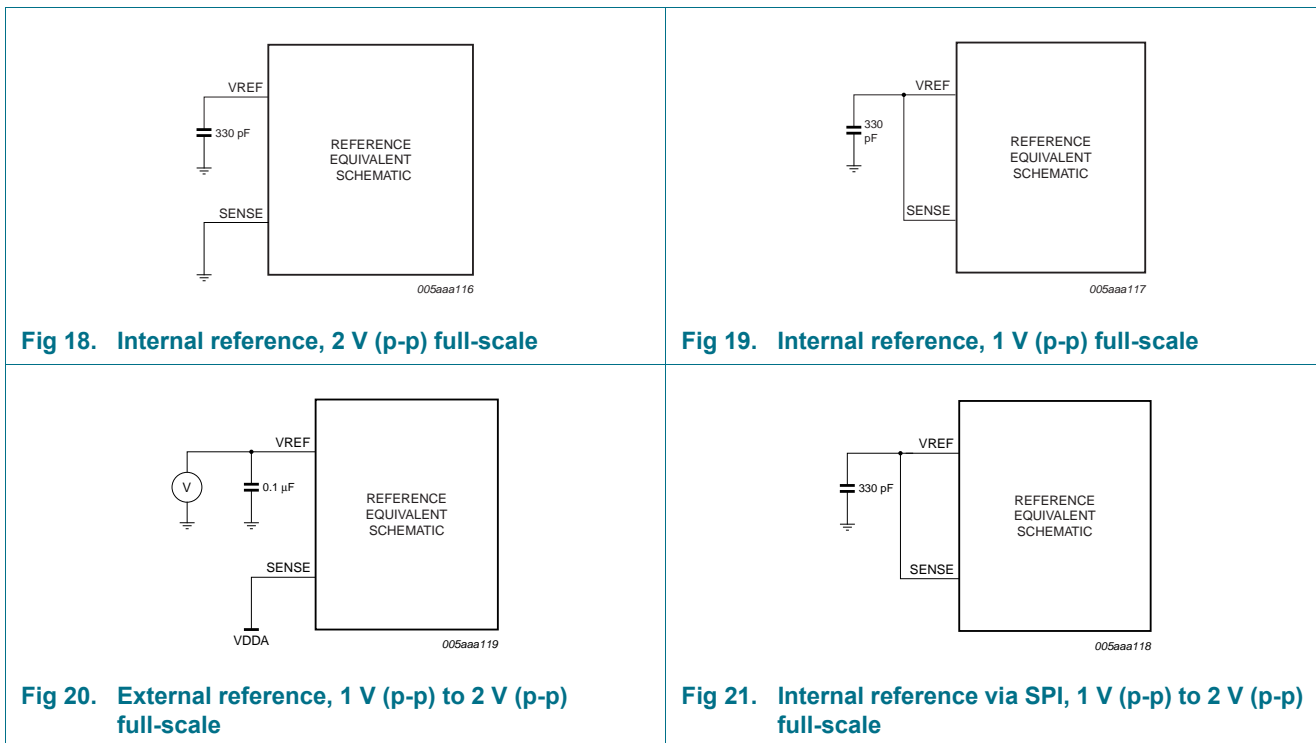 VREF
330 pF
REFERENCE
EQUIVALENT
SCHEMATIC
SENSE
005aaa116
Fig 18. Internal reference, 2 V (p-p) full-scale
VREF
330
pF
REFERENCE
EQUIVALENT
SCHEMATIC
SENSE
005aaa117
Fig 19. Internal reference, 1 V (p-p) full-scale
VREF
V
0.1 μF
REFERENCE
EQUIVALENT
SCHEMATIC
SENSE
VDDA
005aaa119
Fig 20. External reference, 1 V (p-p) to 2 V (p-p)
full-scale
VREF
330 pF
REFERENCE
EQUIVALENT
SCHEMATIC
SENSE
005aaa118
Fig 21. Internal reference via SPI, 1 V (p-p) to 2 V (p-p)
full-scale